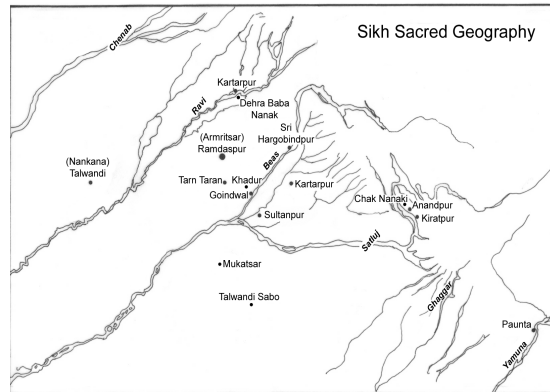 Sikh Sacred Geography
Chenab
Kartarpur
Ravi
Dehra Baba
Nanak
(Armritsar)
Ramdaspur
Sri
Hargobindpur
Beas
(Nankana)
Talwandi
Tarn Taran
Khadur
Kartarpur
Goindwal
Chak Nanaki
Anandpur
Kiratpur
Sultanpur
Satluj
Mukatsar
Talwandi Sabo
Ghaggar
Paunta
Yamuna